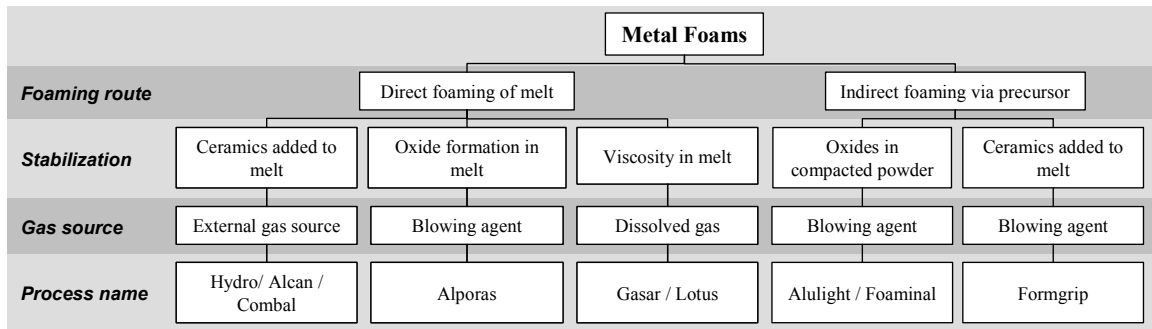 Metal Foams
Foaming route
Direct foaming of melt
Indirect foaming via precursor
Stabilization
Ceramics added to
melt
Oxide formation in
melt
Viscosity in melt
Oxides in
compacted powder
Ceramics added to
melt
Gas source
External gas source
Blowing agent
Dissolved gas
Blowing agent
Blowing agent
Process name
Hydro/ Alcan /
Combal
Alporas
Gasar / Lotus
Alulight / Foaminal
Formgrip